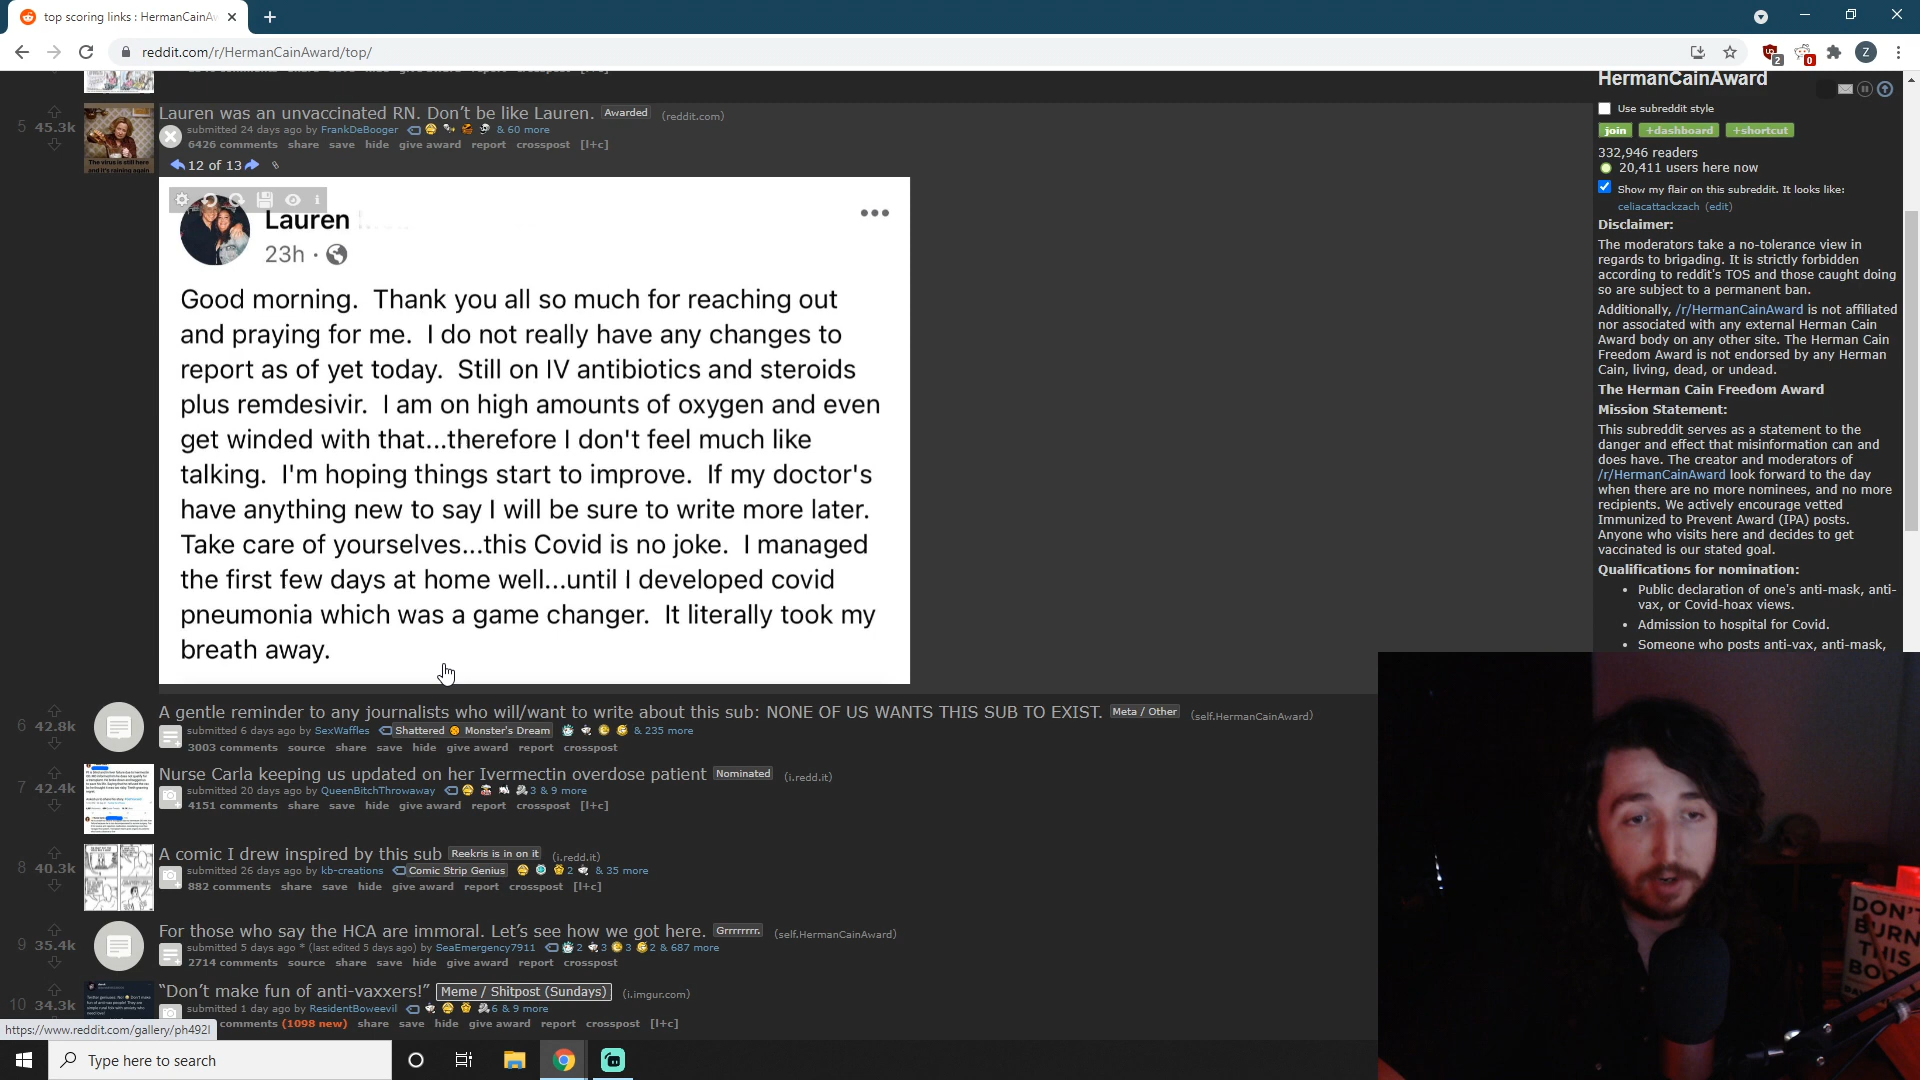 top scoring links : HermanCainAw
reddit.com/r/HermanCainAward/top/
2
0
Z
HermanCainAward
Use subreddit style
join +dashboard +shortcut
332,946 readers
20,411 users here now
Show my flair on this subreddit. It looks like:
celiacattackzach (edit)
Disclaimer:
The moderators take a no-tolerance view in
regards to brigading. It is strictly forbidden
according to reddit's TOS and those caught doing
so are subject to a permanent ban.
Additionally, /r/HermanCainAward is not affiliated
nor associated with any external Herman Cain
Award body on any other site. The Herman Cain
Freedom Award is not endorsed by any Herman
Cain, living, dead, or undead.
The Herman Cain Freedom Award
Mission Statement:
This subreddit serves as a statement to the
danger and effect that misinformation can and
does have. The creator and moderators of
/r/HermanCainAward look forward to the day
when there are no more nominees, and no more
recipients. We actively encourage vetted
Immunized to Prevent Award (IPA) posts.
Anyone who visits here and decides to get
vaccinated is our stated goal.
Qualifications for nomination:
• Public declaration of one's anti-mask, anti-
vax, or Covid-hoax views.
• Admission to hospital for Covid.
• Someone who posts anti-vax, anti-mask,
5 45.3k
The virus is still here
and it's raining again
Lauren was an unvaccinated RN. Don't be like Lauren. Awarded (reddit.com)
submitted 24 days ago by FrankDeBooger & 60 more
6426 comments share save hide give award report crosspost [l+c]
12 of 13
Lauren
23h ·
Good morning. Thank you all so much for reaching out
and praying for me. I do not really have any changes to
report as of yet today. Still on IV antibiotics and steroids
plus remdesivir. I am on high amounts of oxygen and even
get winded with that...therefore I don't feel much like
talking. I'm hoping things start to improve. If my doctor's
have anything new to say I will be sure to write more later.
Take care of yourselves...this Covid is no joke. I managed
the first few days at home well...until I developed covid
pneumonia which was a game changer. It literally took my
breath away.
6 42.8k
A gentle reminder to any journalists who will/want to write about this sub: NONE OF US WANTS THIS SUB TO EXIST. Meta / Other (self.HermanCainAward)
submitted 6 days ago by SexWaffles Shattered Monster's Dream & 235 more
3003 comments source share save hide give award report crosspost
7 42.4k
Nurse Carla keeping us updated on her Ivermectin overdose patient Nominated (i.redd.it)
submitted 20 days ago by QueenBitchThrowaway 3 & 9 more
4151 comments share save hide give award report crosspost [l+c]
8 40.3k
A comic I drew inspired by this sub Reekris is in on it (i.redd.it)
submitted 26 days ago by kb-creations Comic Strip Genius 2 & 35 more
882 comments share save hide give award report crosspost [l+c]
9 35.4k
For those who say the HCA are immoral. Let's see how we got here. Grrrrrrrr. (self.HermanCainAward)
submitted 5 days ago * (last edited 5 days ago) by SeaEmergency7911 2 3 3 2 & 687 more
2714 comments source share save hide give award report crosspost
10 34.3k
"Don't make fun of anti-vaxxers!" Meme / Shitpost (Sundays) (i.imgur.com)
submitted 1 day ago by ResidentBoweevil 6 & 9 more
comments (1098 new) share save hide give award report crosspost [l+c]
https://www.reddit.com/gallery/ph492l
Type here to search
DON'T
BURN
THIS